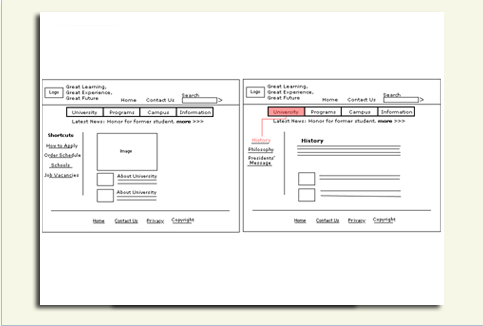 Logo
Great Learning,
Great Experience,
Great Future
Home Contact Us
Search
>
University Programs Campus Information
Latest News: Honor for former student. more >>>
Shortcuts
How to Apply
Order Schedule
Schools
Job Vacancies
Image
About University
About University
Home Contact Us Privacy Copyright
Logo
Great Learning,
Great Experience,
Great Future
Home Contact Us
Search
>
University Programs Campus Information
Latest News: Honor for former student. more >>>
History
Philosophy
Presidents'
Message
History
Home Contact Us Privacy Copyright